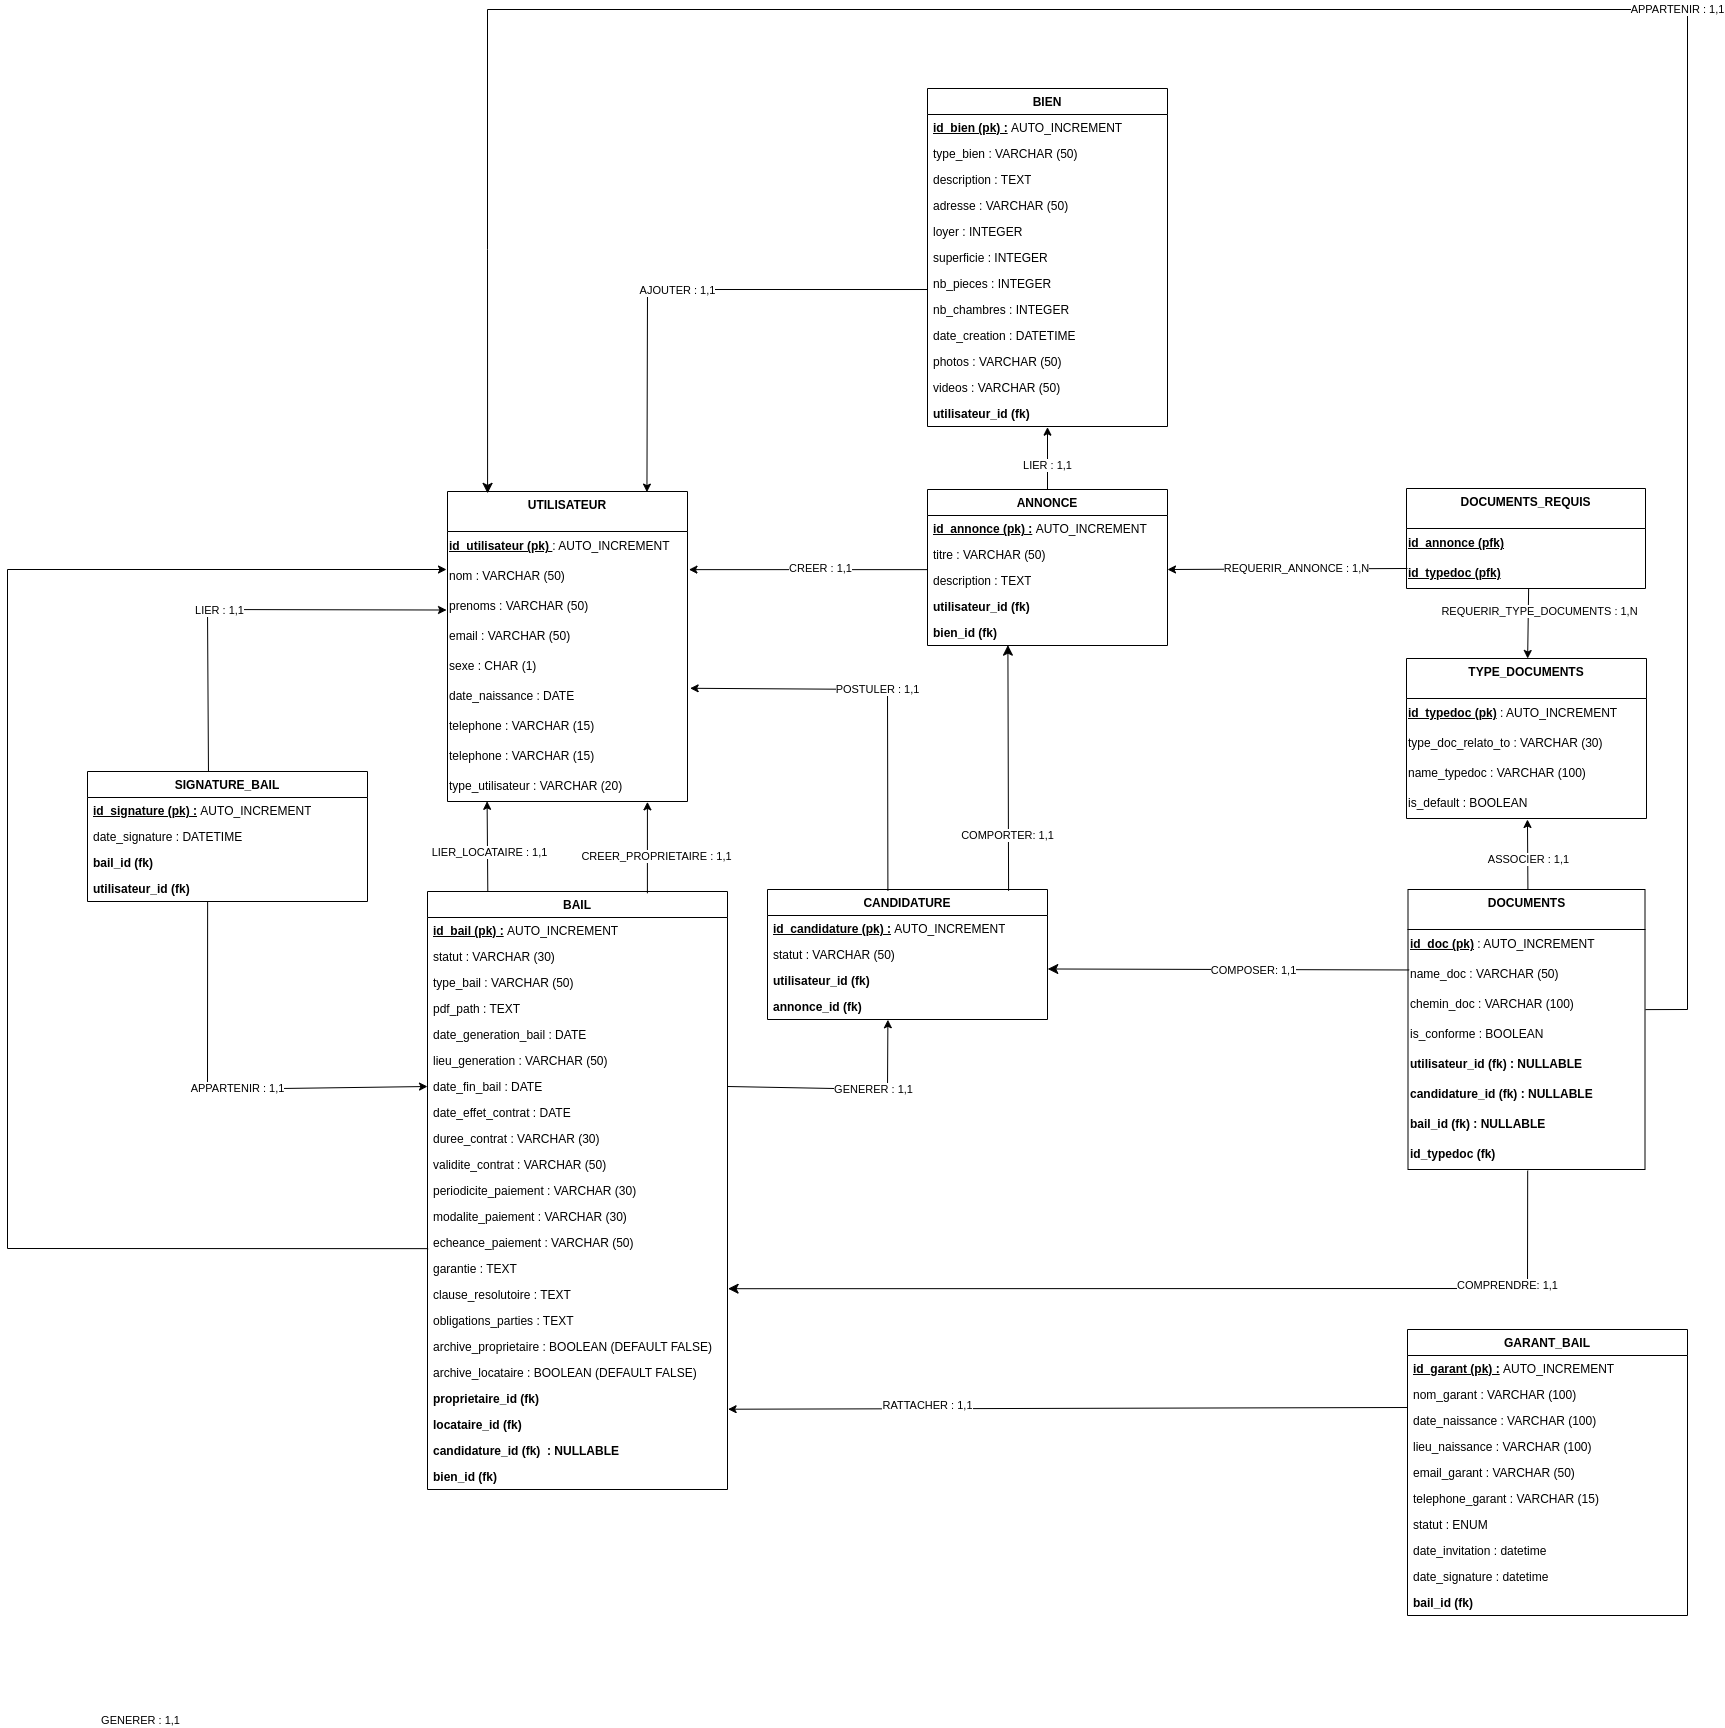 APPARTENIR : 1,1
BIEN
id_bien (pk) : AUTO_INCREMENT
type_bien : VARCHAR (50)
description : TEXT
adresse : VARCHAR (50)
loyer : INTEGER
superficie : INTEGER
nb_pieces : INTEGER
nb_chambres : INTEGER
date_creation : DATETIME
photos : VARCHAR (50)
videos : VARCHAR (50)
utilisateur_id (fk)
AJOUTER : 1,1
LIER : 1,1
UTILISATEUR
id_utilisateur (pk) : AUTO_INCREMENT
nom : VARCHAR (50)
prenoms : VARCHAR (50)
email : VARCHAR (50)
sexe : CHAR (1)
date_naissance : DATE
telephone : VARCHAR (15)
telephone : VARCHAR (15)
type_utilisateur : VARCHAR (20)
CREER : 1,1
ANNONCE
id_annonce (pk) : AUTO_INCREMENT
titre : VARCHAR (50)
description : TEXT
utilisateur_id (fk)
bien_id (fk)
REQUERIR_ANNONCE : 1,N
DOCUMENTS_REQUIS
id_annonce (pfk)
id_typedoc (pfk)
REQUERIR_TYPE_DOCUMENTS : 1,N
TYPE_DOCUMENTS
id_typedoc (pk) : AUTO_INCREMENT
type_doc_relato_to : VARCHAR (30)
name_typedoc : VARCHAR (100)
is_default : BOOLEAN
LIER : 1,1
POSTULER : 1,1
SIGNATURE_BAIL
id_signature (pk) : AUTO_INCREMENT
date_signature : DATETIME
bail_id (fk)
utilisateur_id (fk)
LIER_LOCATAIRE : 1,1
CREER_PROPRIETAIRE : 1,1
COMPORTER: 1,1
ASSOCIER : 1,1
BAIL
id_bail (pk) : AUTO_INCREMENT
statut : VARCHAR (30)
type_bail : VARCHAR (50)
pdf_path : TEXT
date_generation_bail : DATE
lieu_generation : VARCHAR (50)
date_fin_bail : DATE
date_effet_contrat : DATE
duree_contrat : VARCHAR (30)
validite_contrat : VARCHAR (50)
periodicite_paiement : VARCHAR (30)
modalite_paiement : VARCHAR (30)
echeance_paiement : VARCHAR (50)
garantie : TEXT
clause_resolutoire : TEXT
obligations_parties : TEXT
archive_proprietaire : BOOLEAN (DEFAULT FALSE)
archive_locataire : BOOLEAN (DEFAULT FALSE)
proprietaire_id (fk)
locataire_id (fk)
candidature_id (fk) : NULLABLE
bien_id (fk)
CANDIDATURE
id_candidature (pk) : AUTO_INCREMENT
statut : VARCHAR (50)
utilisateur_id (fk)
annonce_id (fk)
COMPOSER: 1,1
DOCUMENTS
id_doc (pk) : AUTO_INCREMENT
name_doc : VARCHAR (50)
chemin_doc : VARCHAR (100)
is_conforme : BOOLEAN
utilisateur_id (fk) : NULLABLE
candidature_id (fk) : NULLABLE
bail_id (fk) : NULLABLE
id_typedoc (fk)
APPARTENIR : 1,1
GENERER : 1,1
COMPRENDRE: 1,1
RATTACHER : 1,1
GARANT_BAIL
id_garant (pk) : AUTO_INCREMENT
nom_garant : VARCHAR (100)
date_naissance : VARCHAR (100)
lieu_naissance : VARCHAR (100)
email_garant : VARCHAR (50)
telephone_garant : VARCHAR (15)
statut : ENUM
date_invitation : datetime
date_signature : datetime
bail_id (fk)
GENERER : 1,1